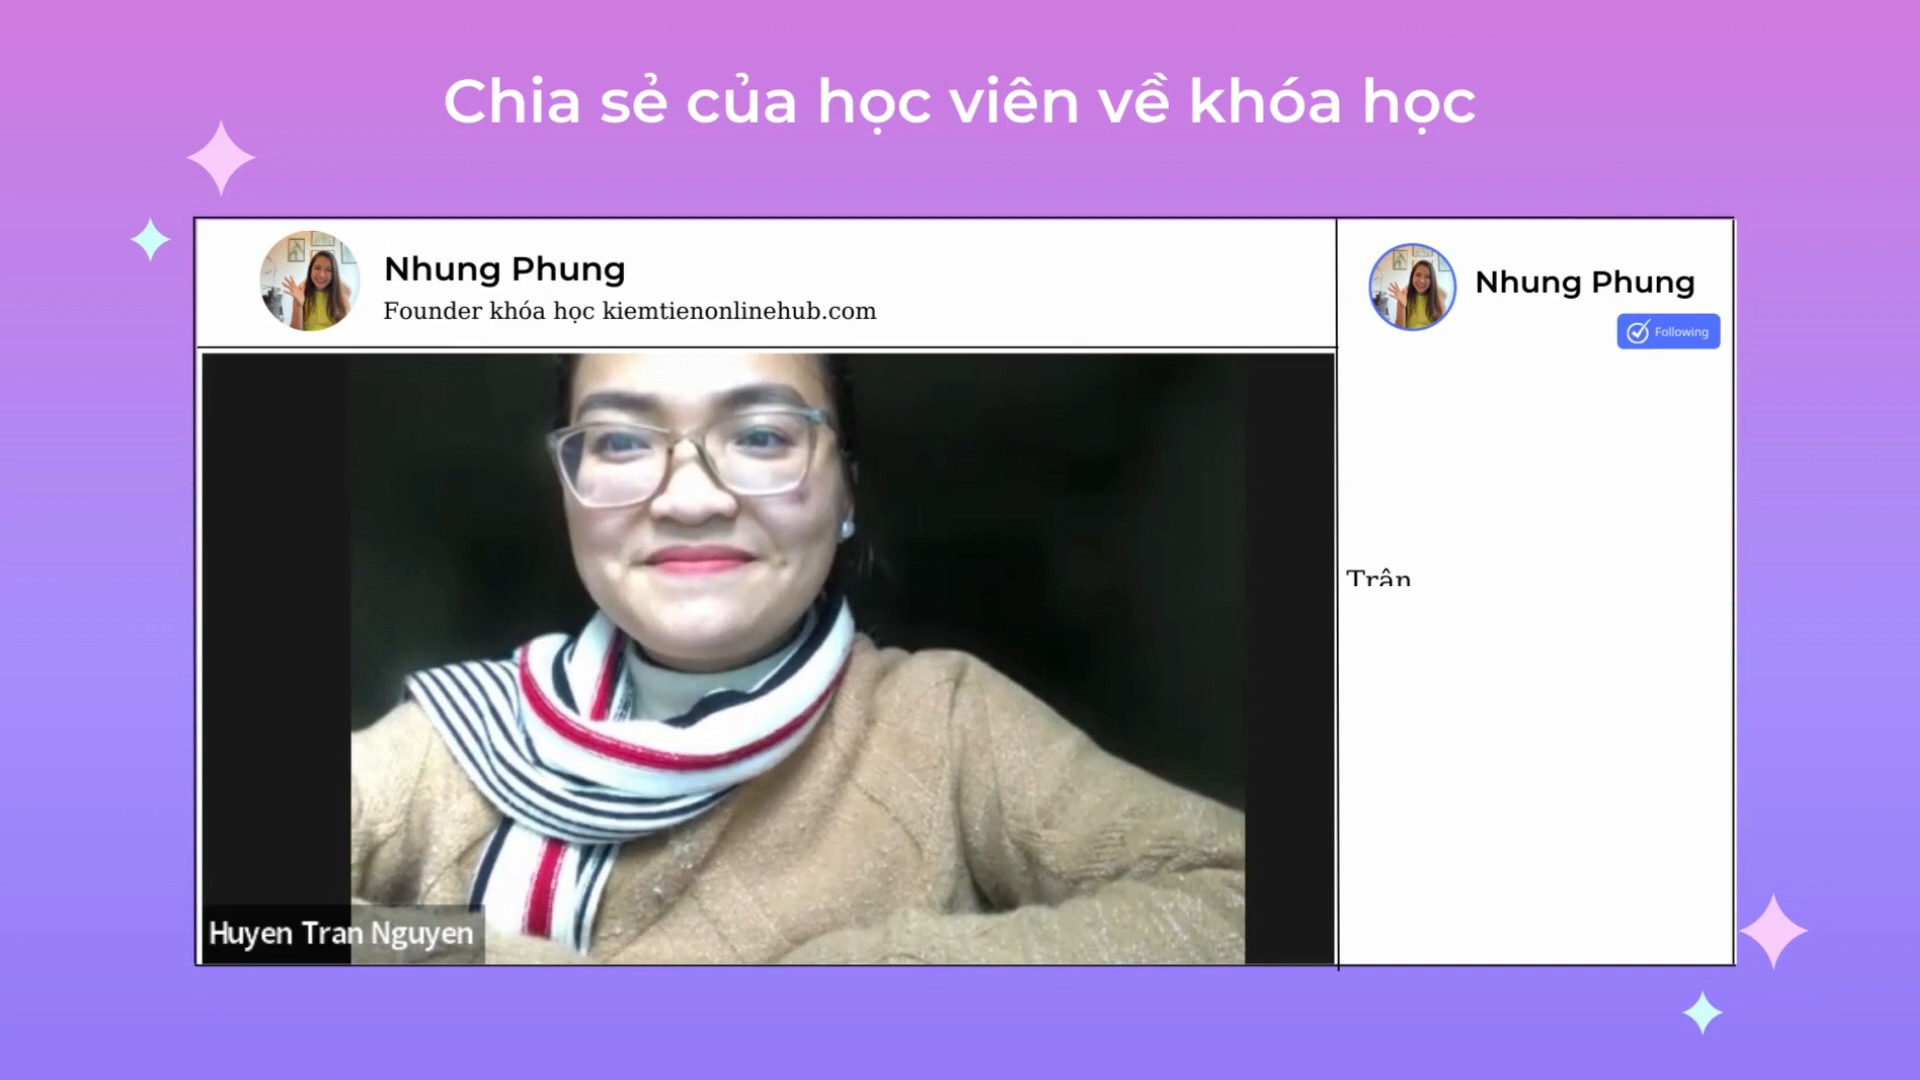 Chia sẻ của học viên về khóa học
Nhung Phung
Founder khóa học kiemtienonlinehub.com
Nhung Phung
Following
Trân
Huyen Tran Nguyen